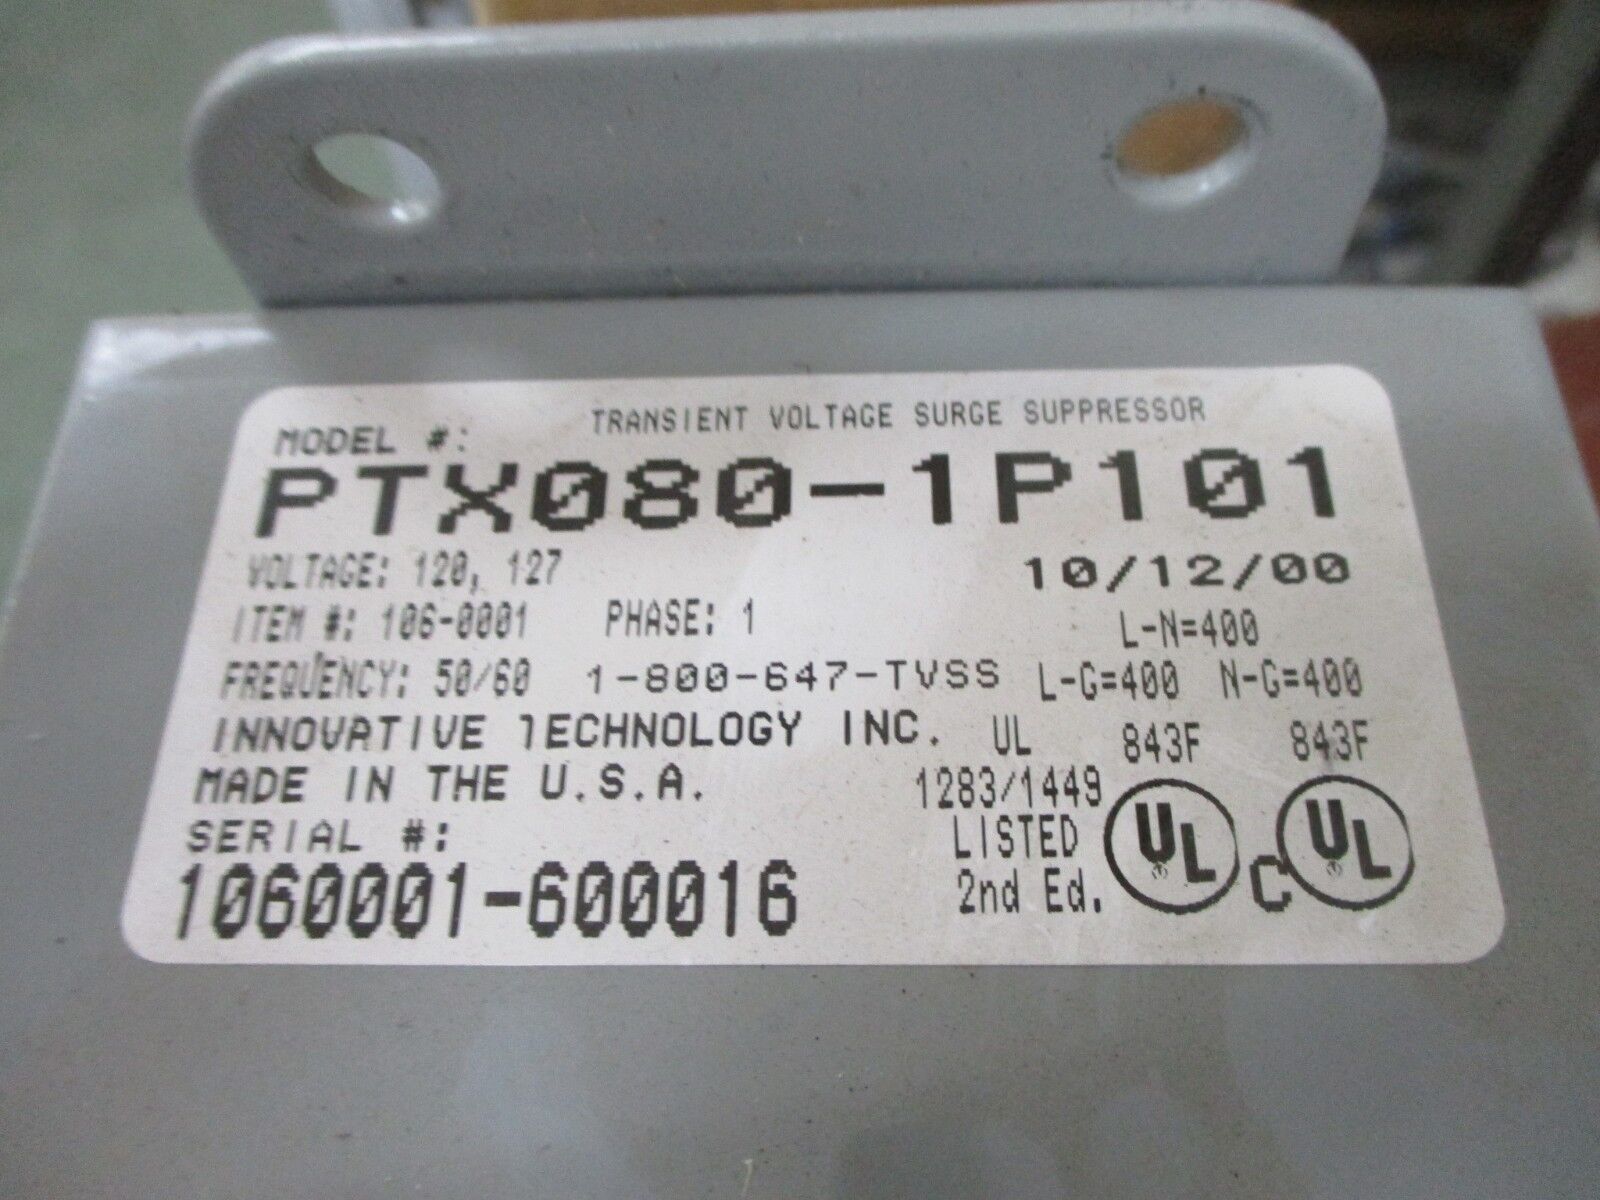 TRANSIENT VOLTAGE SURGE SUPPRESSOR
MODEL #:
PTX080-1P101
VOLTAGE: 120, 127
10/12/00
ITEM #: 106-0001 PHASE: 1
L-N=400
FREQUENCY: 50/60 1-800-647-TVSS
L-G=400 N-G=400
INNOVATIVE TECHNOLOGY INC.
UL 843F 843F
MADE IN THE U.S.A.
1283/1449
SERIAL #:
LISTED
UL C UL
2nd Ed.
1060001-600016